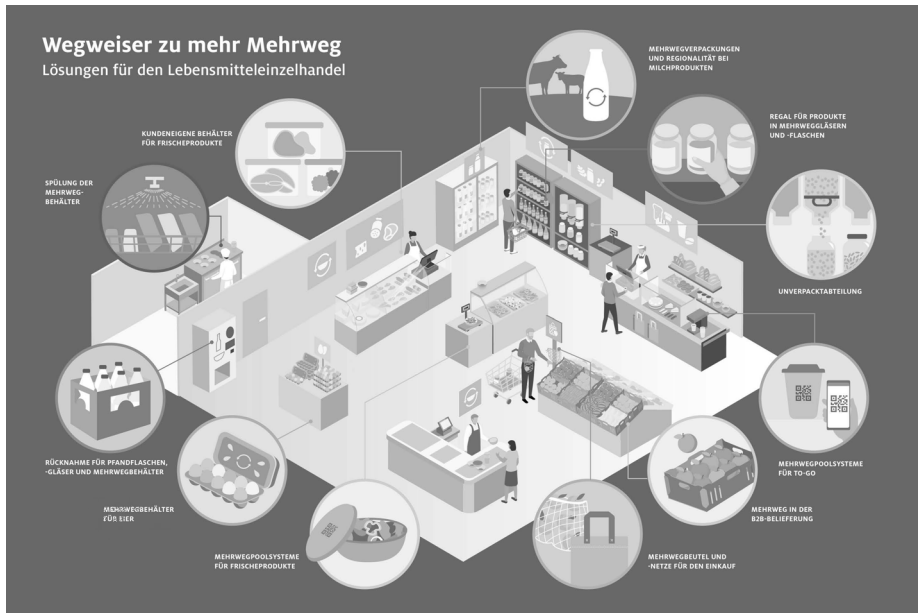 Wegweiser zu mehr Mehrweg
Lösungen für den Lebensmitteleinzelhandel
MEHRWEGVERPACKUNGEN
UND REGIONALITÄT BEI
MILCHPRODUKTEN
REGAL FÜR PRODUKTE
IN MEHRWEGGLÄSERN
UND -FLASCHEN
KUNDENEIGENE BEHÄLTER
FÜR FRISCHEPRODUKTE
SPÜLUNG DER
MEHRWEG-
BEHÄLTER
UNVERPACKTABTEILUNG
RÜCKNAHME FÜR PFANDFLASCHEN,
-GLÄSER UND MEHRWEGBEHÄLTER
MEHRWEGPOOLSYSTEME
FÜR TO-GO
MEHRWEGBEHÄLTER
FÜR EIER
MEHRWEG IN DER
B2B-BELIEFERUNG
MEHRWEGPOOLSYSTEME
FÜR FRISCHEPRODUKTE
MEHRWEGBEUTEL UND
-NETZE FÜR DEN EINKAUF